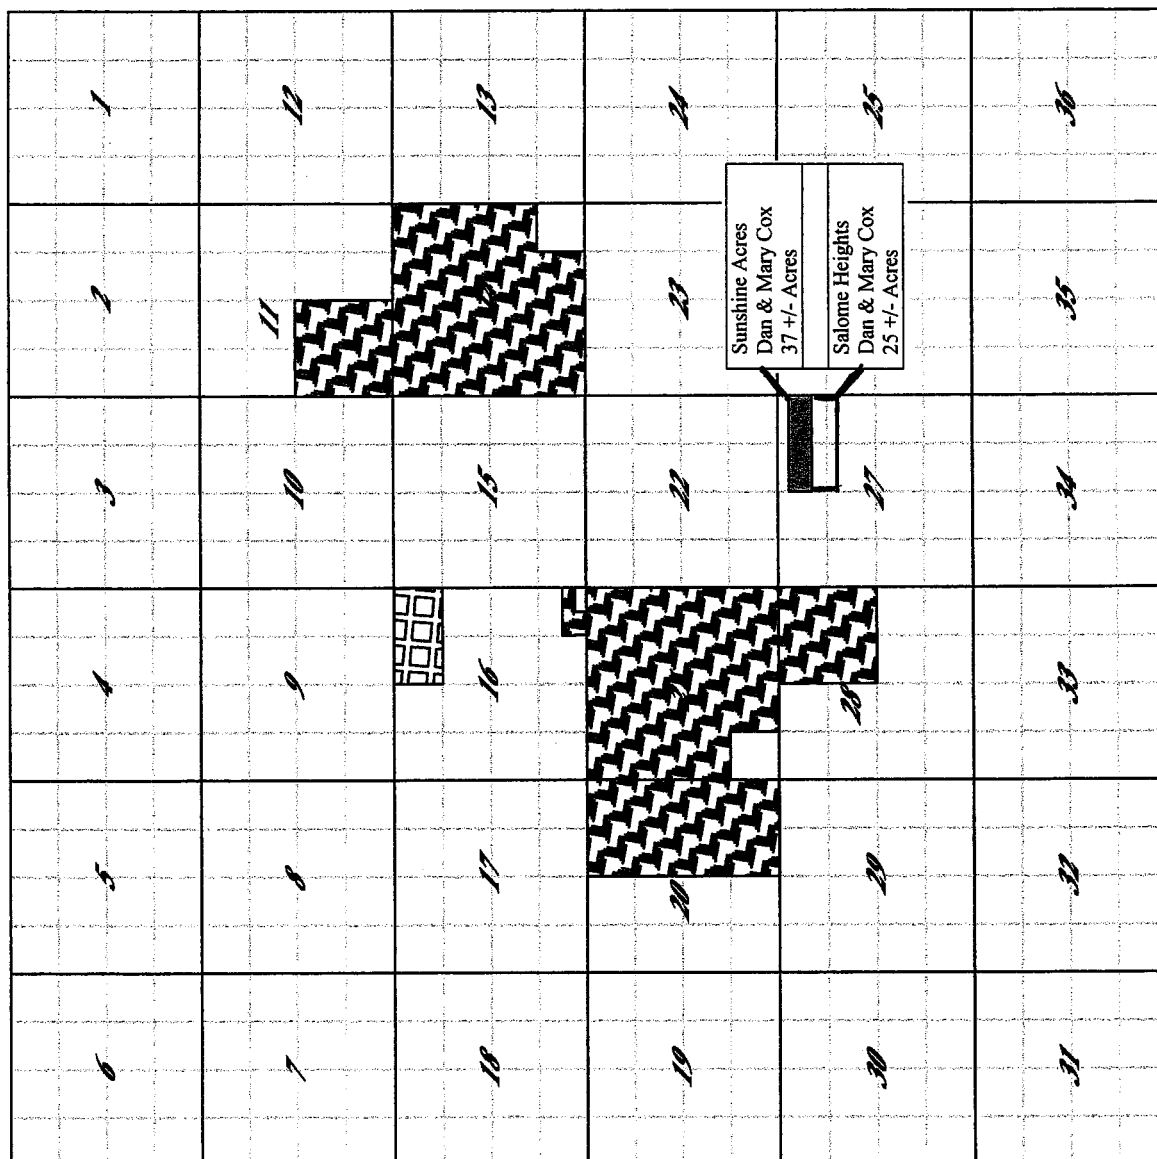 6 5 4 3 2 1
7 8 9 10 11 12
18 17 16 15 13
19 20 22 23 24
Sunshine Acres
Dan & Mary Cox
37 +/- Acres
Salome Heights
Dan & Mary Cox
25 +/- Acres
30 29 28 27 25
31 32 33 34 35 36